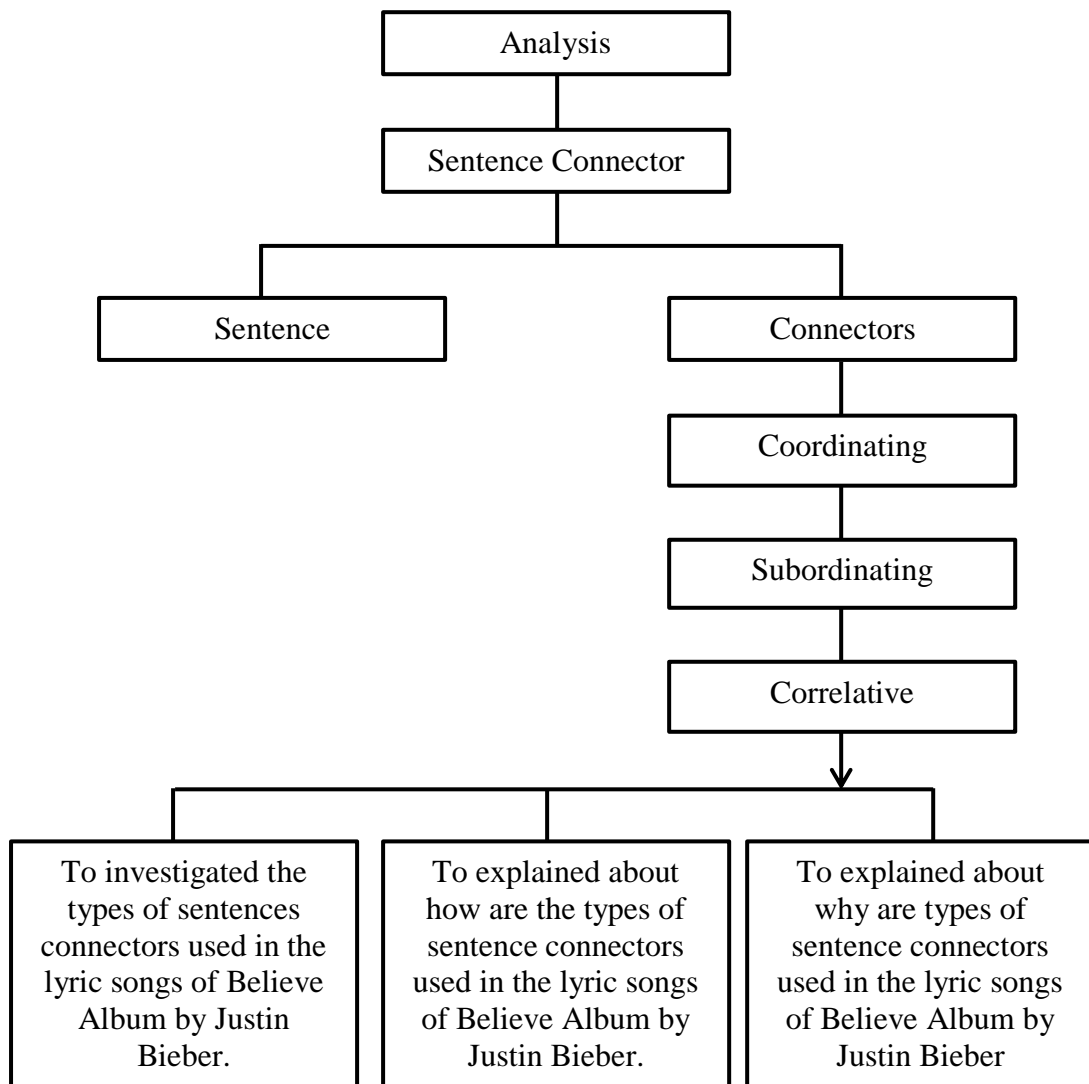 Analysis
Sentence Connector
Sentence
Connectors
Coordinating
Subordinating
Correlative
To investigated the
types of sentences
connectors used in the
lyric songs of Believe
Album by Justin
Bieber.
To explained about
how are the types of
sentence connectors
used in the lyric songs
of Believe Album by
Justin Bieber.
To explained about
why are types of
sentence connectors
used in the lyric songs
of Believe Album by
Justin Bieber